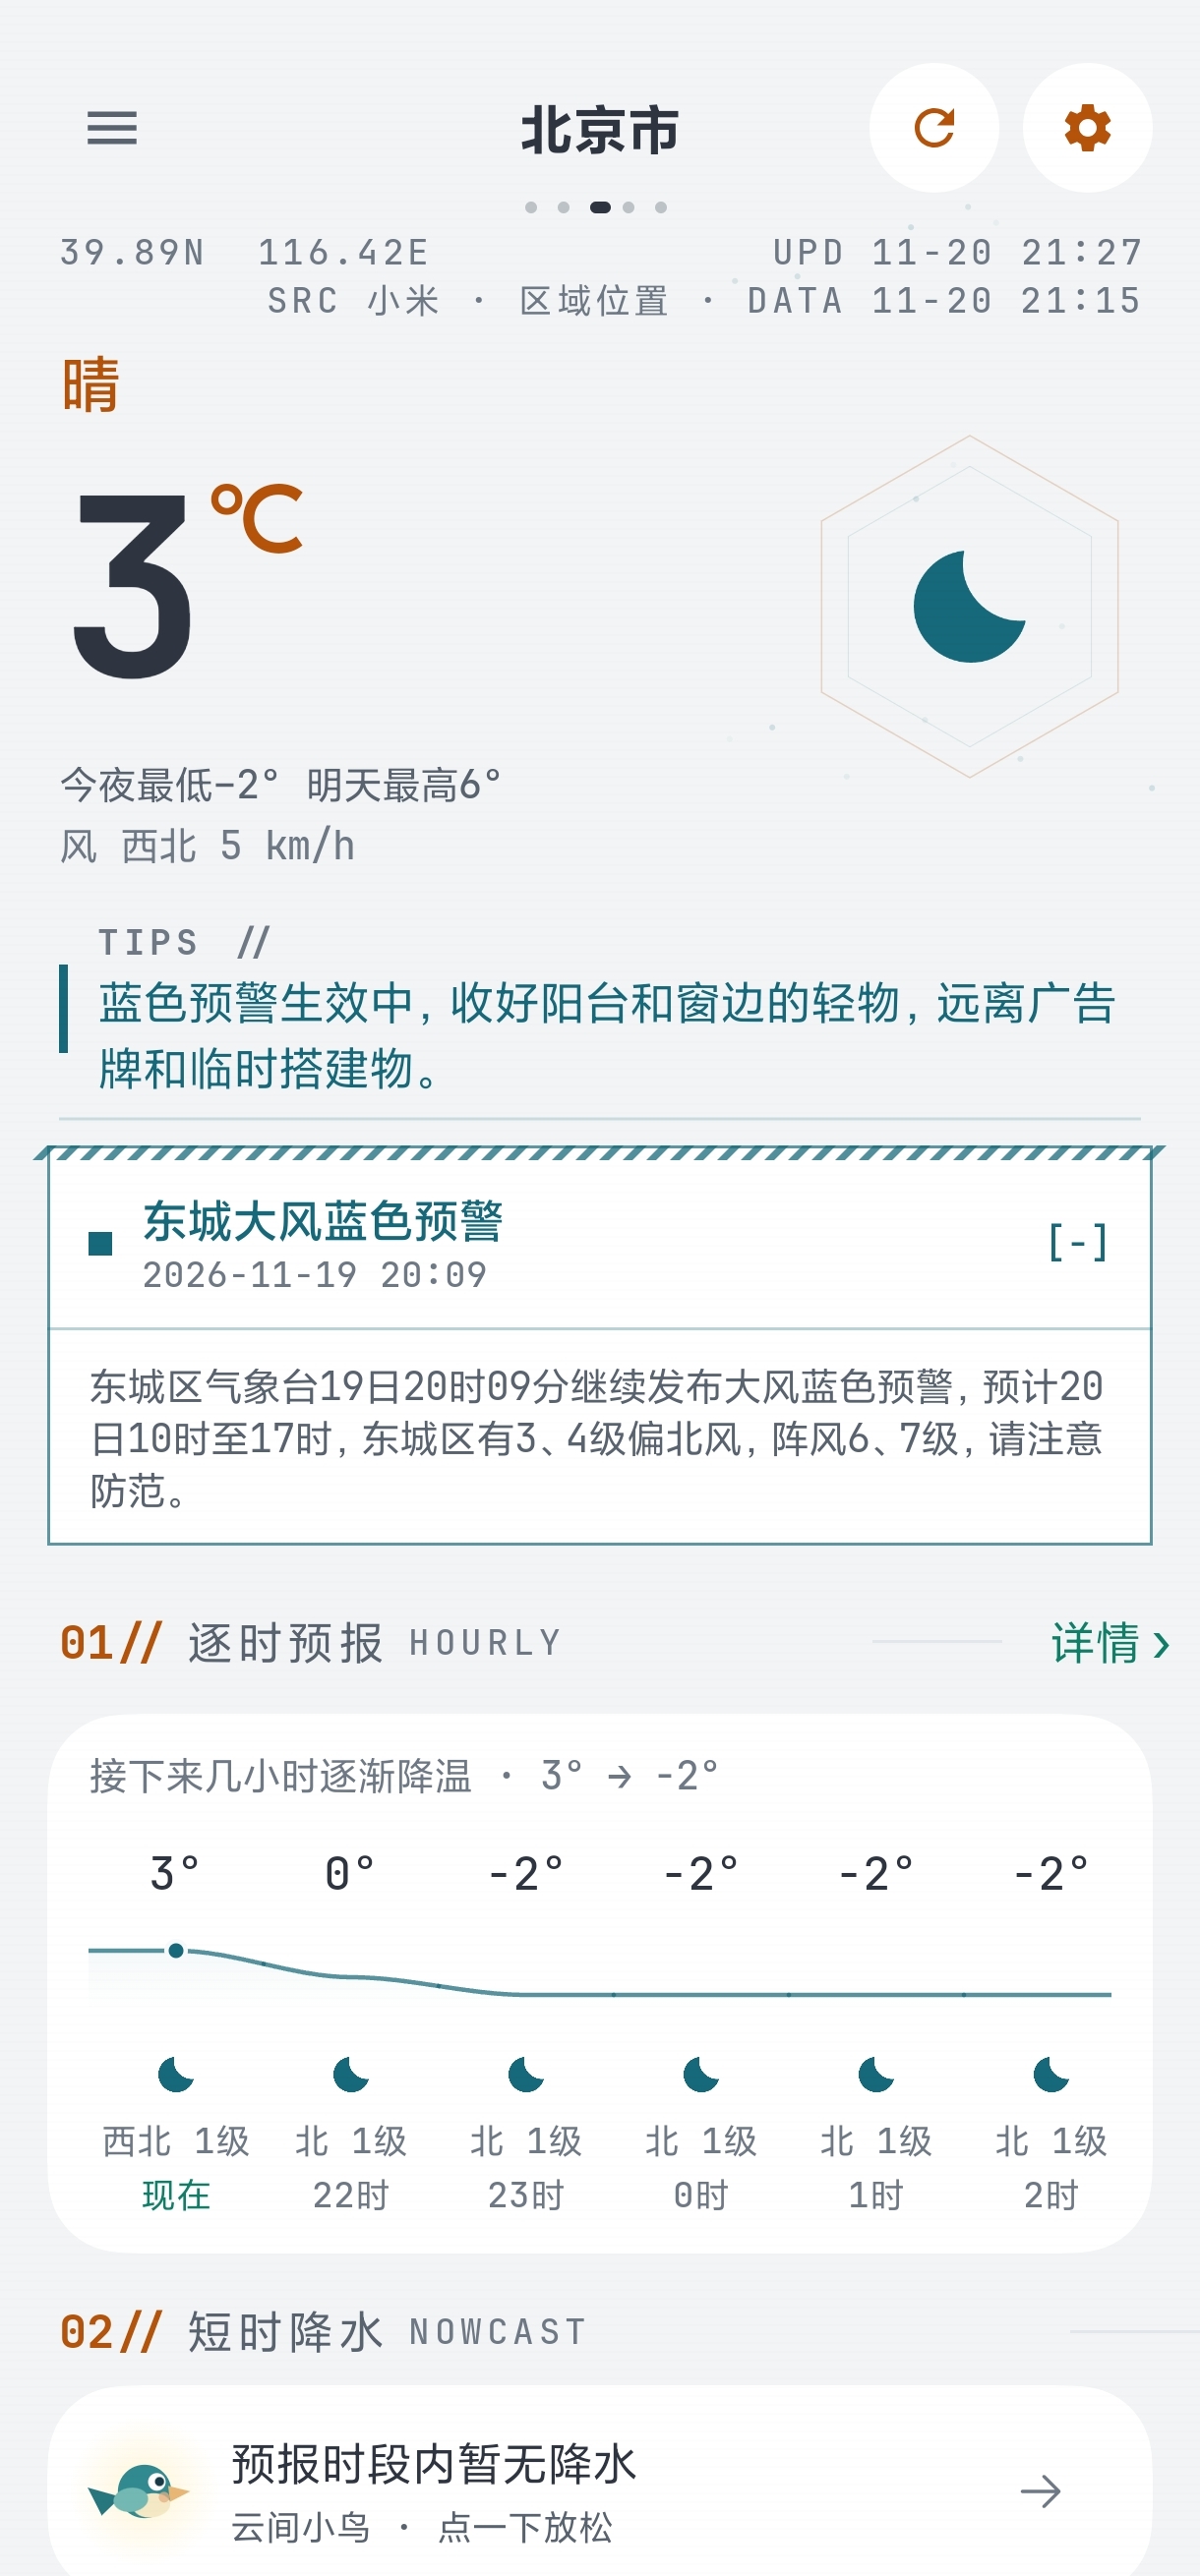 北京市
39.89N 116.42E UPD 11-20 21:27
SRC 小米 · 区域位置 · DATA 11-20 21:15
晴
3℃
今夜最低−2° 明天最高6°
风 西北 5 km/h
TIPS //
蓝色预警生效中，收好阳台和窗边的轻物，远离广告
牌和临时搭建物。
东城大风蓝色预警
2026-11-19 20:09
[-]
东城区气象台19日20时09分继续发布大风蓝色预警，预计20
日10时至17时，东城区有3、4级偏北风，阵风6、7级，请注意
防范。
01// 逐时预报 HOURLY 详情 ›
接下来几小时逐渐降温 · 3° → -2°
3° 0° -2° -2° -2° -2°
西北 1级 北 1级 北 1级 北 1级 北 1级 北 1级
现在 22时 23时 0时 1时 2时
02// 短时降水 NOWCAST
预报时段内暂无降水
云间小鸟 · 点一下放松